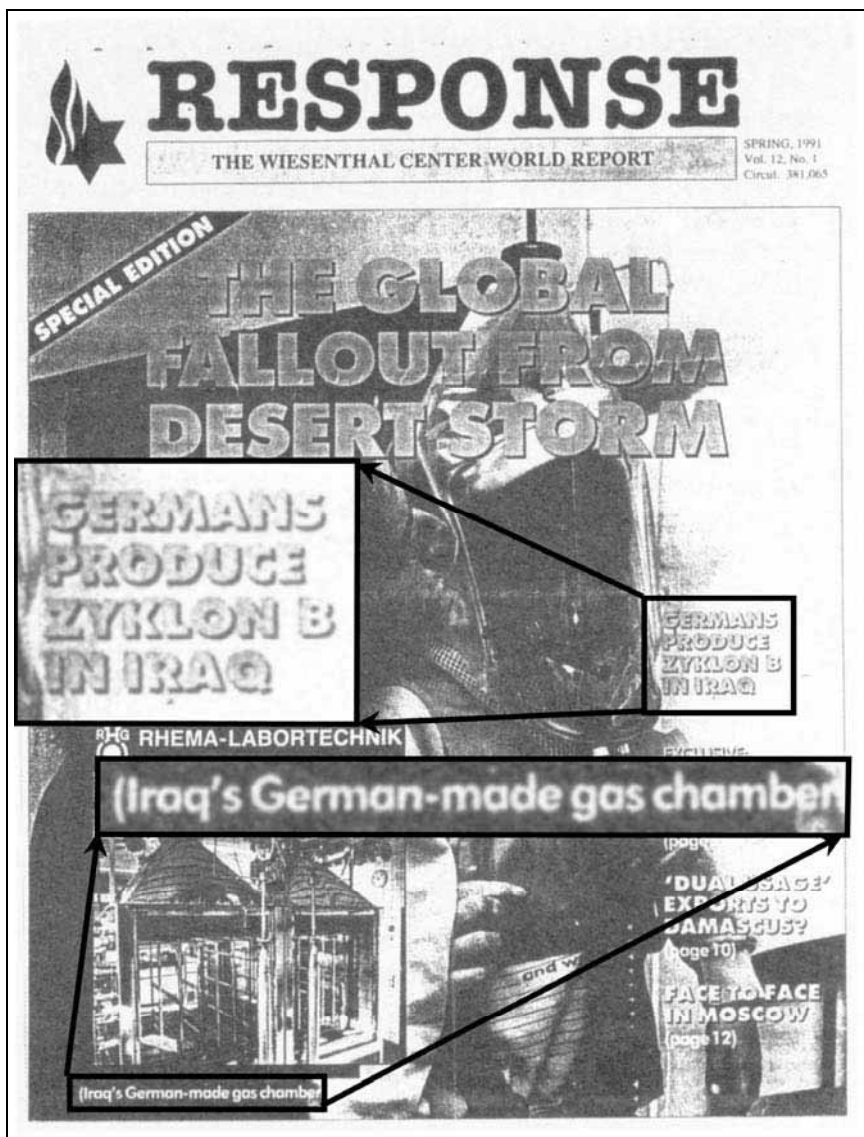 RESPONSE
THE WIESENTHAL CENTER WORLD REPORT
SPRING, 1991
Vol. 12, No. 1
Circul. 381,065
SPECIAL EDITION
THE GLOBAL
FALLOUT FROM
DESERT STORM
GERMANS
PRODUCE
ZYKLON B
IN IRAQ
GERMANS
PRODUCE
ZYKLON B
IN IRAQ
RHG
RHEMA-LABORTECHNIK
EXCLUSIVE:
(Iraq's German-made gas chamber
(page
'DUAL USAGE'
EXPORTS TO
DAMASCUS?
(page 10)
and w
FACE TO FACE
IN MOSCOW
(page 12)
(Iraq's German-made gas chamber